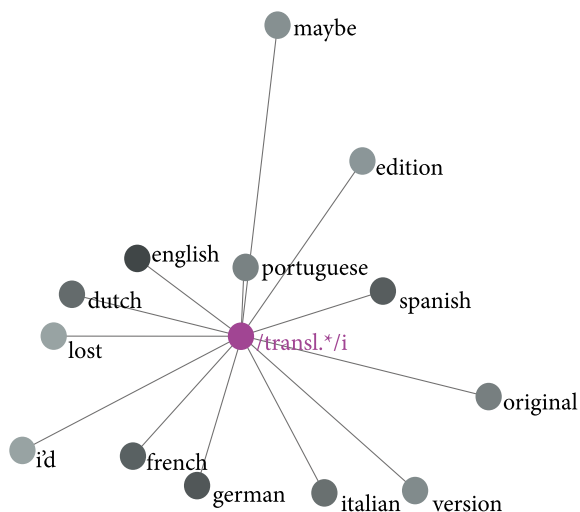 maybe
edition
english
portuguese
dutch
spanish
/transl.*/i
lost
original
i'd
french
german
italian
version